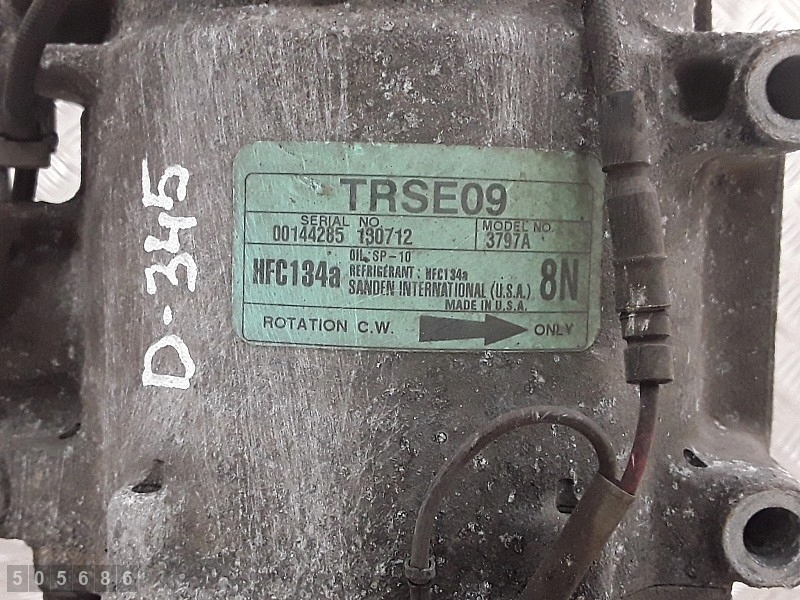 D-345
TRSE09
SERIAL NO.
00144285 130712
MODEL NO.
3797A
HFC134a
OIL:SP-10
REFRIGERANT: HFC134a
SANDEN INTERNATIONAL (U.S.A.)
MADE IN U.S.A.
8N
ROTATION C.W. ONLY
505686